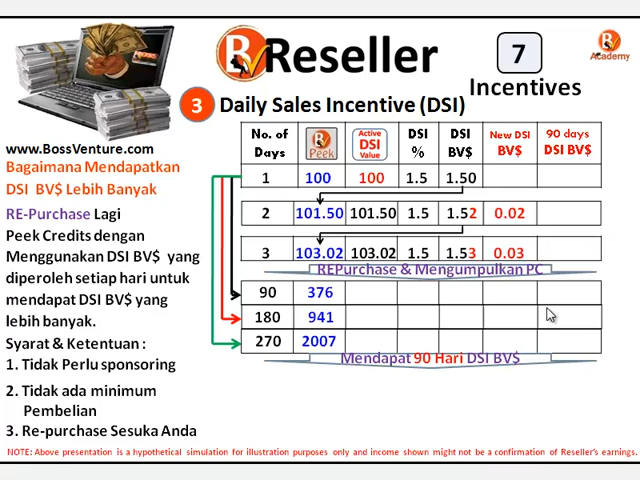 Reseller
7
Incentives
Academy
3 Daily Sales Incentive (DSI)
www.BossVenture.com
Bagaimana Mendapatkan
DSI BV$ Lebih Banyak
RE-Purchase Lagi
Peek Credits dengan
Menggunakan DSI BV$ yang
diperoleh setiap hari untuk
mendapat DSI BV$ yang
lebih banyak.
Syarat & Ketentuan :
1. Tidak Perlu sponsoring
2. Tidak ada minimum
Pembelian
3. Re-purchase Sesuka Anda
No. of Days Peek Active DSI Value DSI % DSI BV$ New DSI BV$ 90 days DSI BV$
1 100 100 1.5 1.50
2 101.50 101.50 1.5 1.52 0.02
3 103.02 103.02 1.5 1.53 0.03
REPurchase & Mengumpulkan PC
90 376
180 941
270 2007
Mendapat 90 Hari DSI BV$
NOTE: Above presentation is a hypothetical simulation for illustration purposes only and income shown might not be a confirmation of Reseller's earnings.